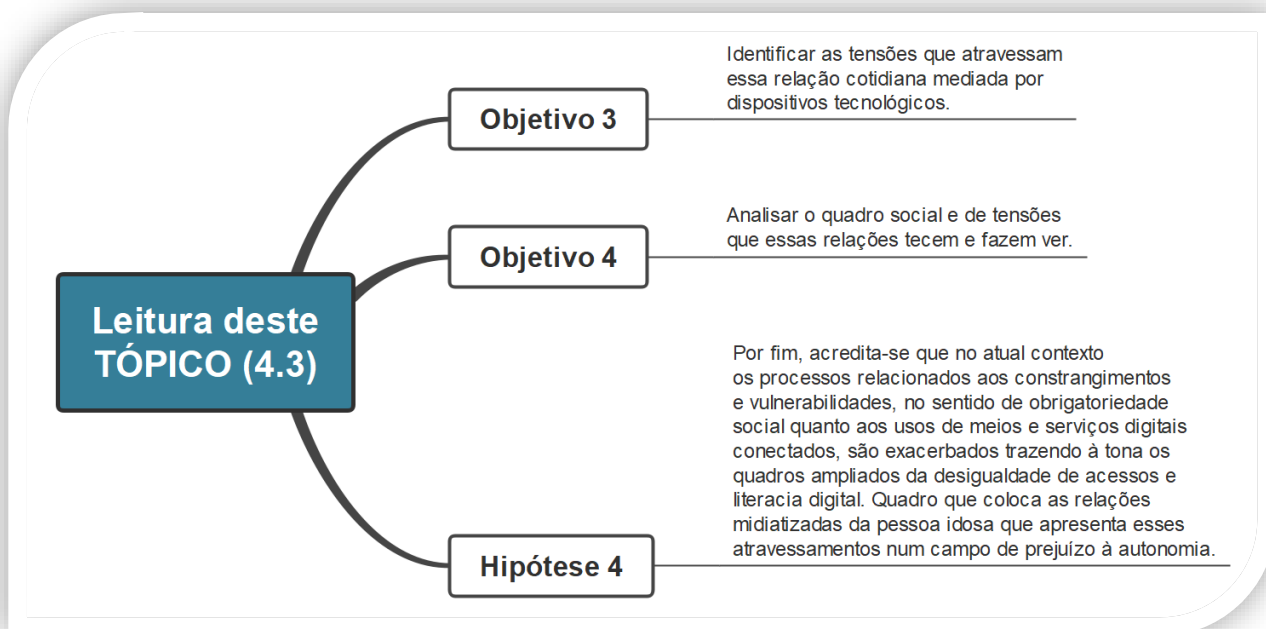 Identificar as tensões que atravessam
essa relação cotidiana mediada por
dispositivos tecnológicos.
Objetivo 3
Analisar o quadro social e de tensões
que essas relações tecem e fazem ver.
Objetivo 4
Leitura deste
TÓPICO (4.3)
Por fim, acredita-se que no atual contexto
os processos relacionados aos constrangimentos
e vulnerabilidades, no sentido de obrigatoriedade
social quanto aos usos de meios e serviços digitais
conectados, são exacerbados trazendo à tona os
quadros ampliados da desigualdade de acessos e
literacia digital. Quadro que coloca as relações
midiatizadas da pessoa idosa que apresenta esses
atravessamentos num campo de prejuízo à autonomia.
Hipótese 4